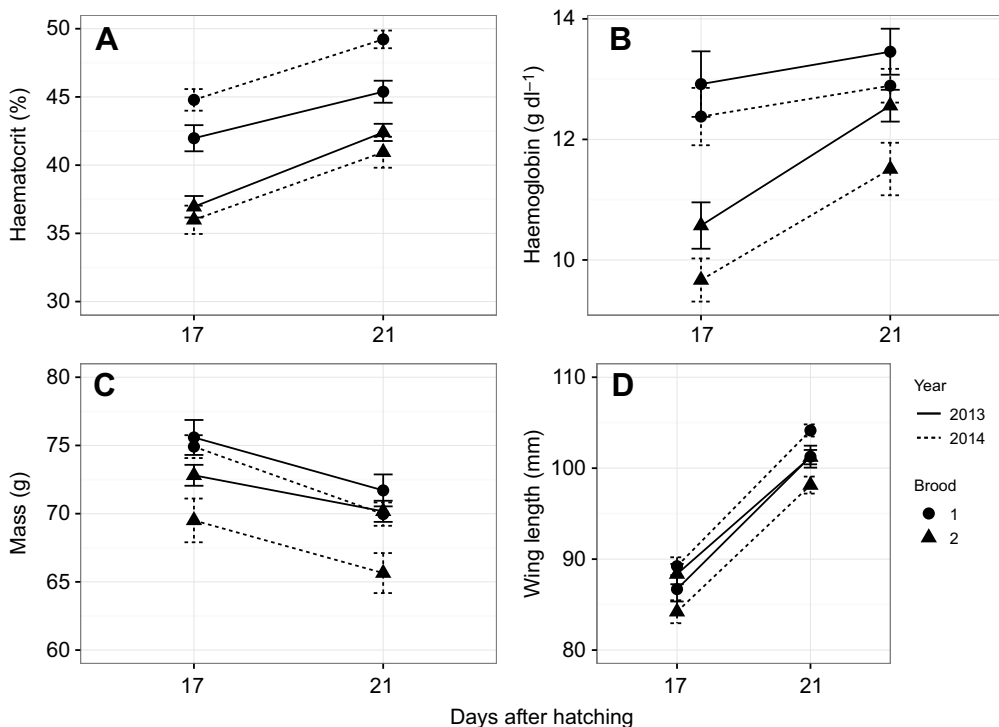 A
Haematocrit (%)
50
45
40
35
30
17 21
B
Haemoglobin (g dl–1)
14
12
10
17 21
C
Mass (g)
80
75
70
65
60
17 21
D
Wing length (mm)
110
100
90
80
17 21
Year
2013
2014
Brood
1
2
Days after hatching